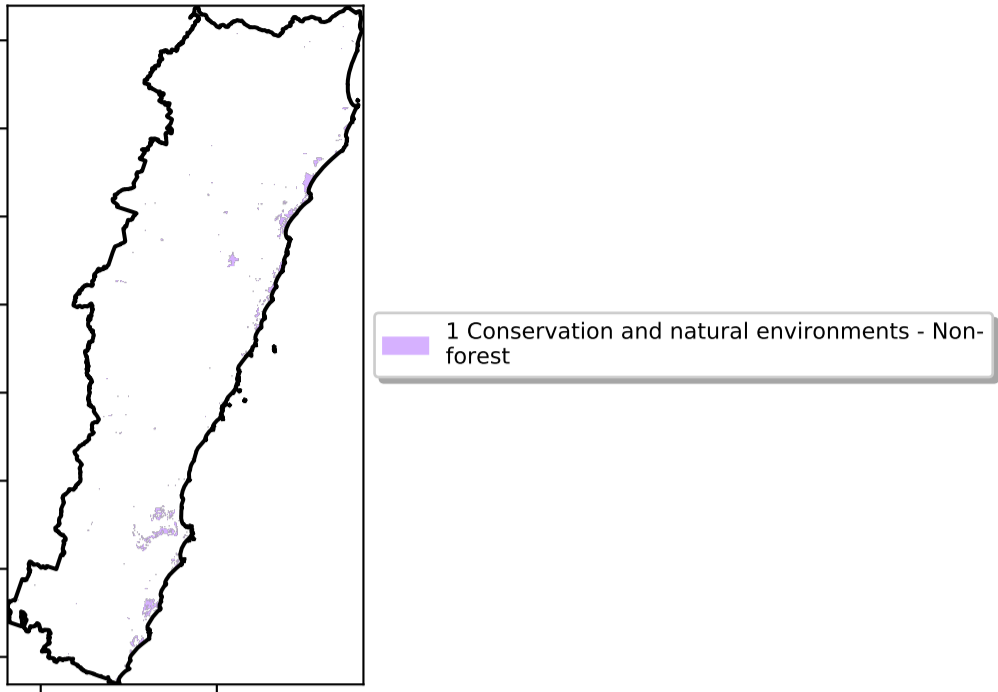 1 Conservation and natural environments - Non-
forest